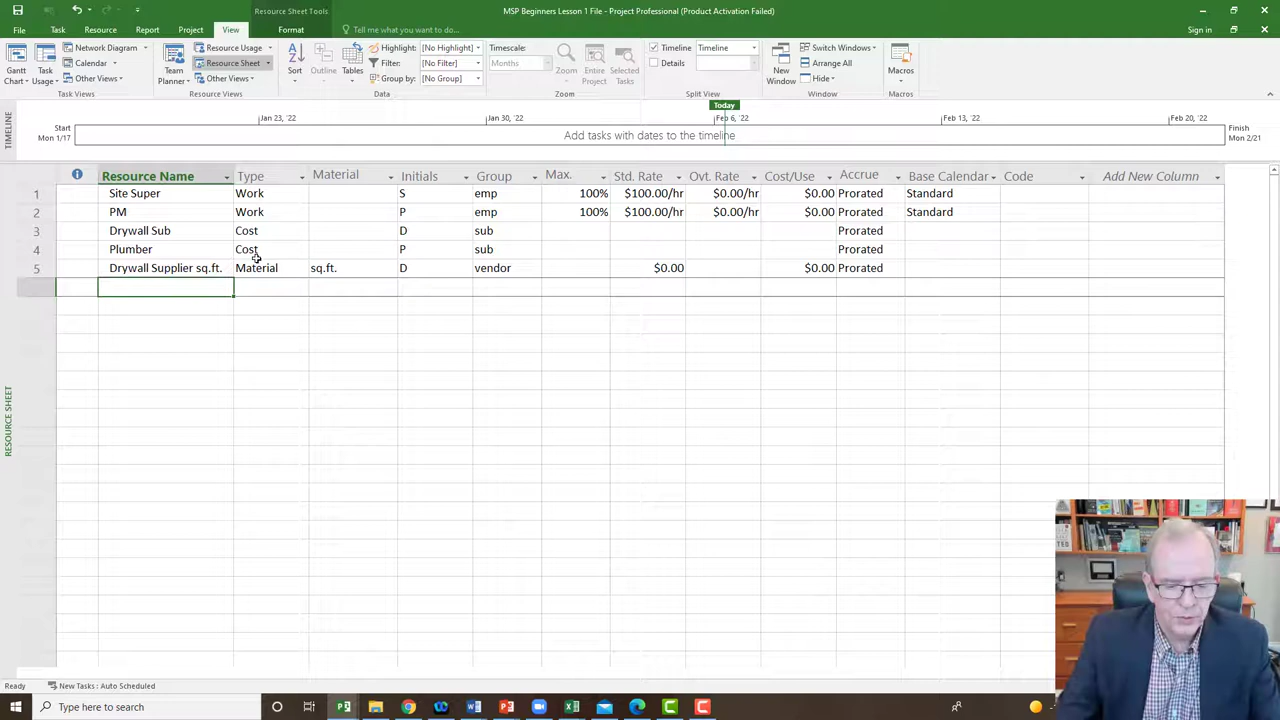 Resource Sheet Tools
MSP Beginners Lesson 1 File - Project Professional (Product Activation Failed)
File Task Resource Report Project View Format Tell me what you want to do... Sign in
Gantt Chart
Task Usage
Network Diagram
Calendar
Other Views
Task Views
Team Planner
Resource Usage
Resource Sheet
Other Views
Resource Views
Sort
Outline
Tables
Highlight: [No Highlight]
Filter: [No Filter]
Group by: [No Group]
Data
Timescale:
Months
Zoom
Entire Project
Selected Tasks
Zoom
Timeline Timeline
Details
Split View
New Window
Switch Windows
Arrange All
Hide
Window
Macros
Macros
TIMELINE
Today
Jan 23, '22 Jan 30, '22 Feb 6, '22 Feb 13, '22 Feb 20, '22
Start
Mon 1/17
Add tasks with dates to the timeline
Finish
Mon 2/21
Resource Name Type Material Initials Group Max. Std. Rate Ovt. Rate Cost/Use Accrue Base Calendar Code Add New Column
1 Site Super Work S emp 100% $100.00/hr $0.00/hr $0.00 Prorated Standard
2 PM Work P emp 100% $100.00/hr $0.00/hr $0.00 Prorated Standard
3 Drywall Sub Cost D sub Prorated
4 Plumber Cost P sub Prorated
5 Drywall Supplier sq.ft. Material sq.ft. D vendor $0.00 $0.00 Prorated
RESOURCE SHEET
Ready New Tasks : Auto Scheduled
Type here to search